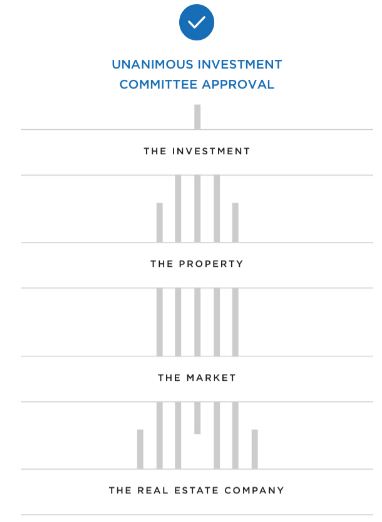 UNANIMOUS INVESTMENT
COMMITTEE APPROVAL
THE INVESTMENT
THE PROPERTY
THE MARKET
THE REAL ESTATE COMPANY